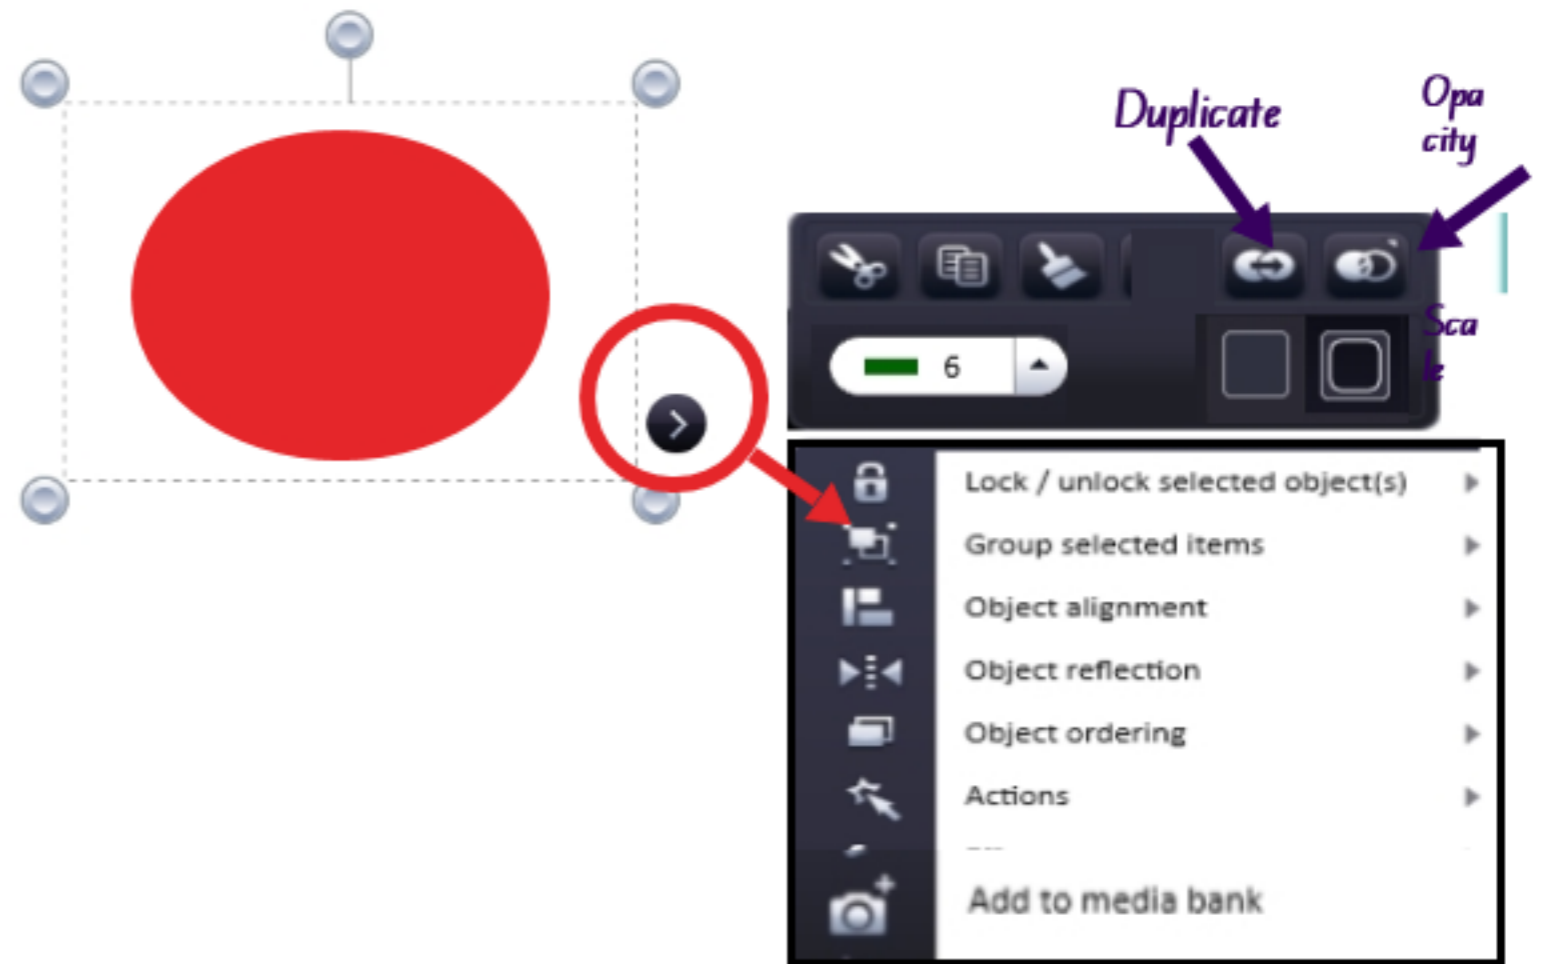 Duplicate
Opa
city
6
Sca
le
Lock / unlock selected object(s)
Group selected items
Object alignment
Object reflection
Object ordering
Actions
Add to media bank